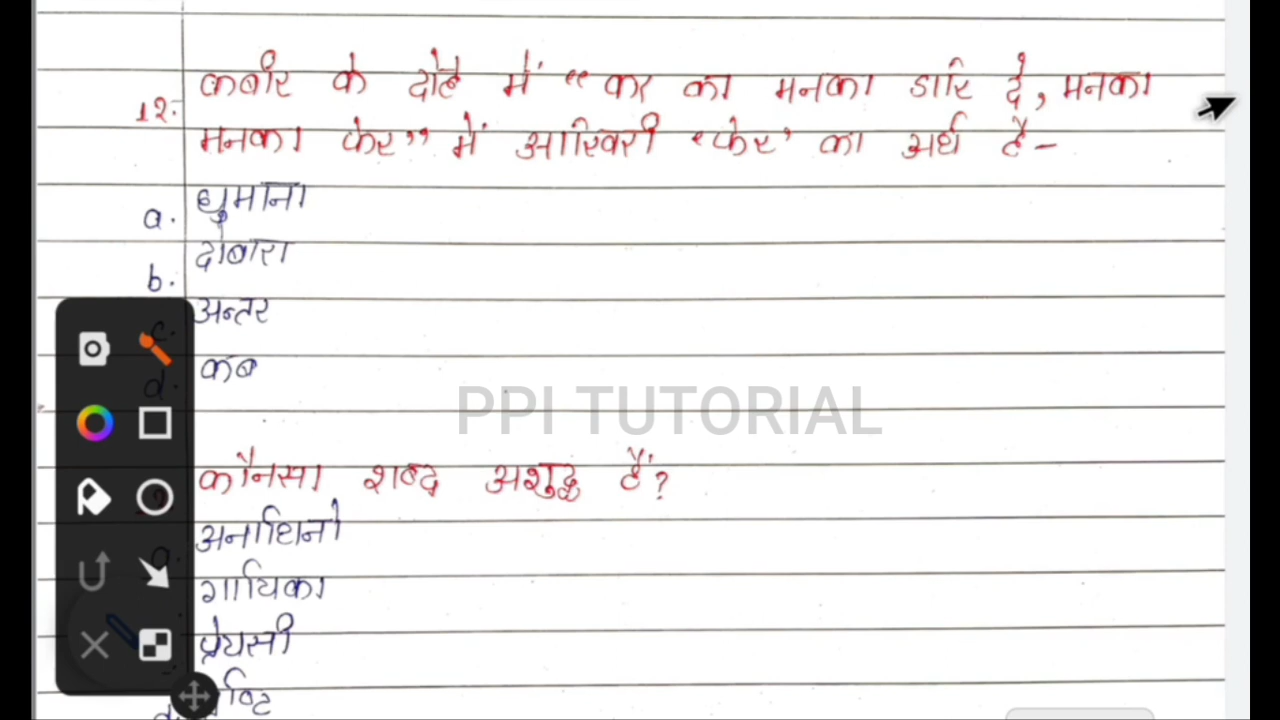 कबीर के दोहे में "कर का मनका डारि दे, मनका
12. मनका फेर" में आखिरी 'फेर' का अर्थ है-
a. घुमाना
b. दोबारा
c. अन्तर
d. कब
PPI TUTORIAL
कौनसा शब्द अशुद्ध है?
a. अनाथिनी
गायिका
प्रेयसी
d.